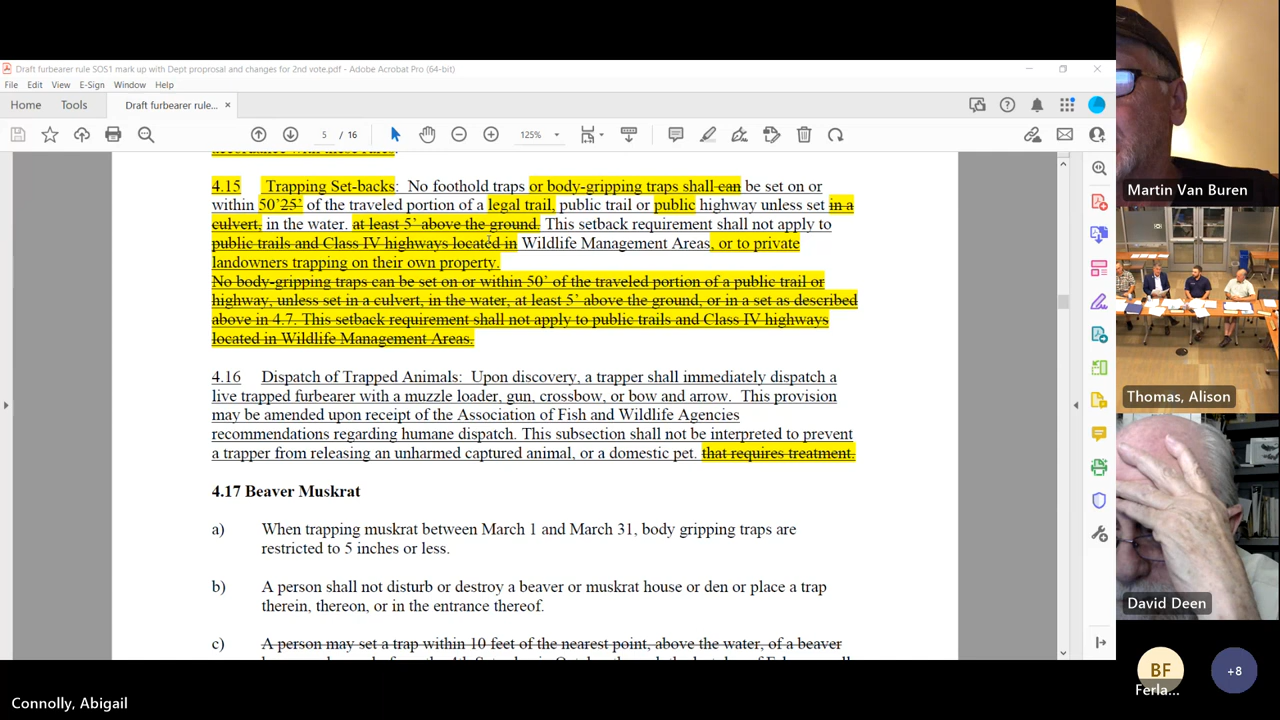 Draft furbearer rule SOS1 mark up with Dept proprosal and changes for 2nd vote.pdf - Adobe Acrobat Pro (64-bit)
File Edit View E-Sign Window Help
Home Tools Draft furbearer rule... ×
5 / 16 125%
accordance with these rules.
4.15 Trapping Set-backs: No foothold traps or body-gripping traps shall can be set on or
within 50’25’ of the traveled portion of a legal trail, public trail or public highway unless set in a
culvert, in the water. at least 5’ above the ground. This setback requirement shall not apply to
public trails and Class IV highways located in Wildlife Management Areas, or to private
landowners trapping on their own property.
No body-gripping traps can be set on or within 50’ of the traveled portion of a public trail or
highway, unless set in a culvert, in the water, at least 5’ above the ground, or in a set as described
above in 4.7. This setback requirement shall not apply to public trails and Class IV highways
located in Wildlife Management Areas.
4.16 Dispatch of Trapped Animals: Upon discovery, a trapper shall immediately dispatch a
live trapped furbearer with a muzzle loader, gun, crossbow, or bow and arrow. This provision
may be amended upon receipt of the Association of Fish and Wildlife Agencies
recommendations regarding humane dispatch. This subsection shall not be interpreted to prevent
a trapper from releasing an unharmed captured animal, or a domestic pet. that requires treatment.
4.17 Beaver Muskrat
a) When trapping muskrat between March 1 and March 31, body gripping traps are
restricted to 5 inches or less.
b) A person shall not disturb or destroy a beaver or muskrat house or den or place a trap
therein, thereon, or in the entrance thereof.
c) A person may set a trap within 10 feet of the nearest point, above the water, of a beaver
Martin Van Buren
Thomas, Alison
David Deen
BF
+8
Ferla...
Connolly, Abigail